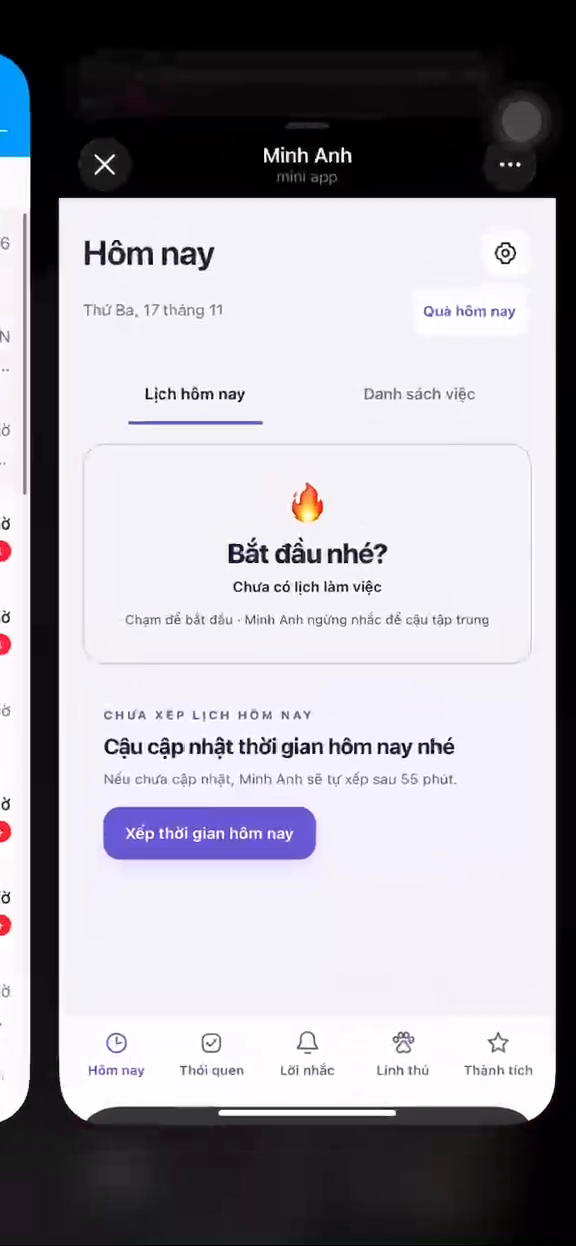 Minh Anh
mini app
Hôm nay
Thứ Ba, 17 tháng 11
Quà hôm nay
Lịch hôm nay
Danh sách việc
Bắt đầu nhé?
Chưa có lịch làm việc
Chạm để bắt đầu · Minh Anh ngừng nhắc để cậu tập trung
CHƯA XẾP LỊCH HÔM NAY
Cậu cập nhật thời gian hôm nay nhé
Nếu chưa cập nhật, Minh Anh sẽ tự xếp sau 55 phút.
Xếp thời gian hôm nay
Hôm nay
Thói quen
Lời nhắc
Linh thú
Thành tích